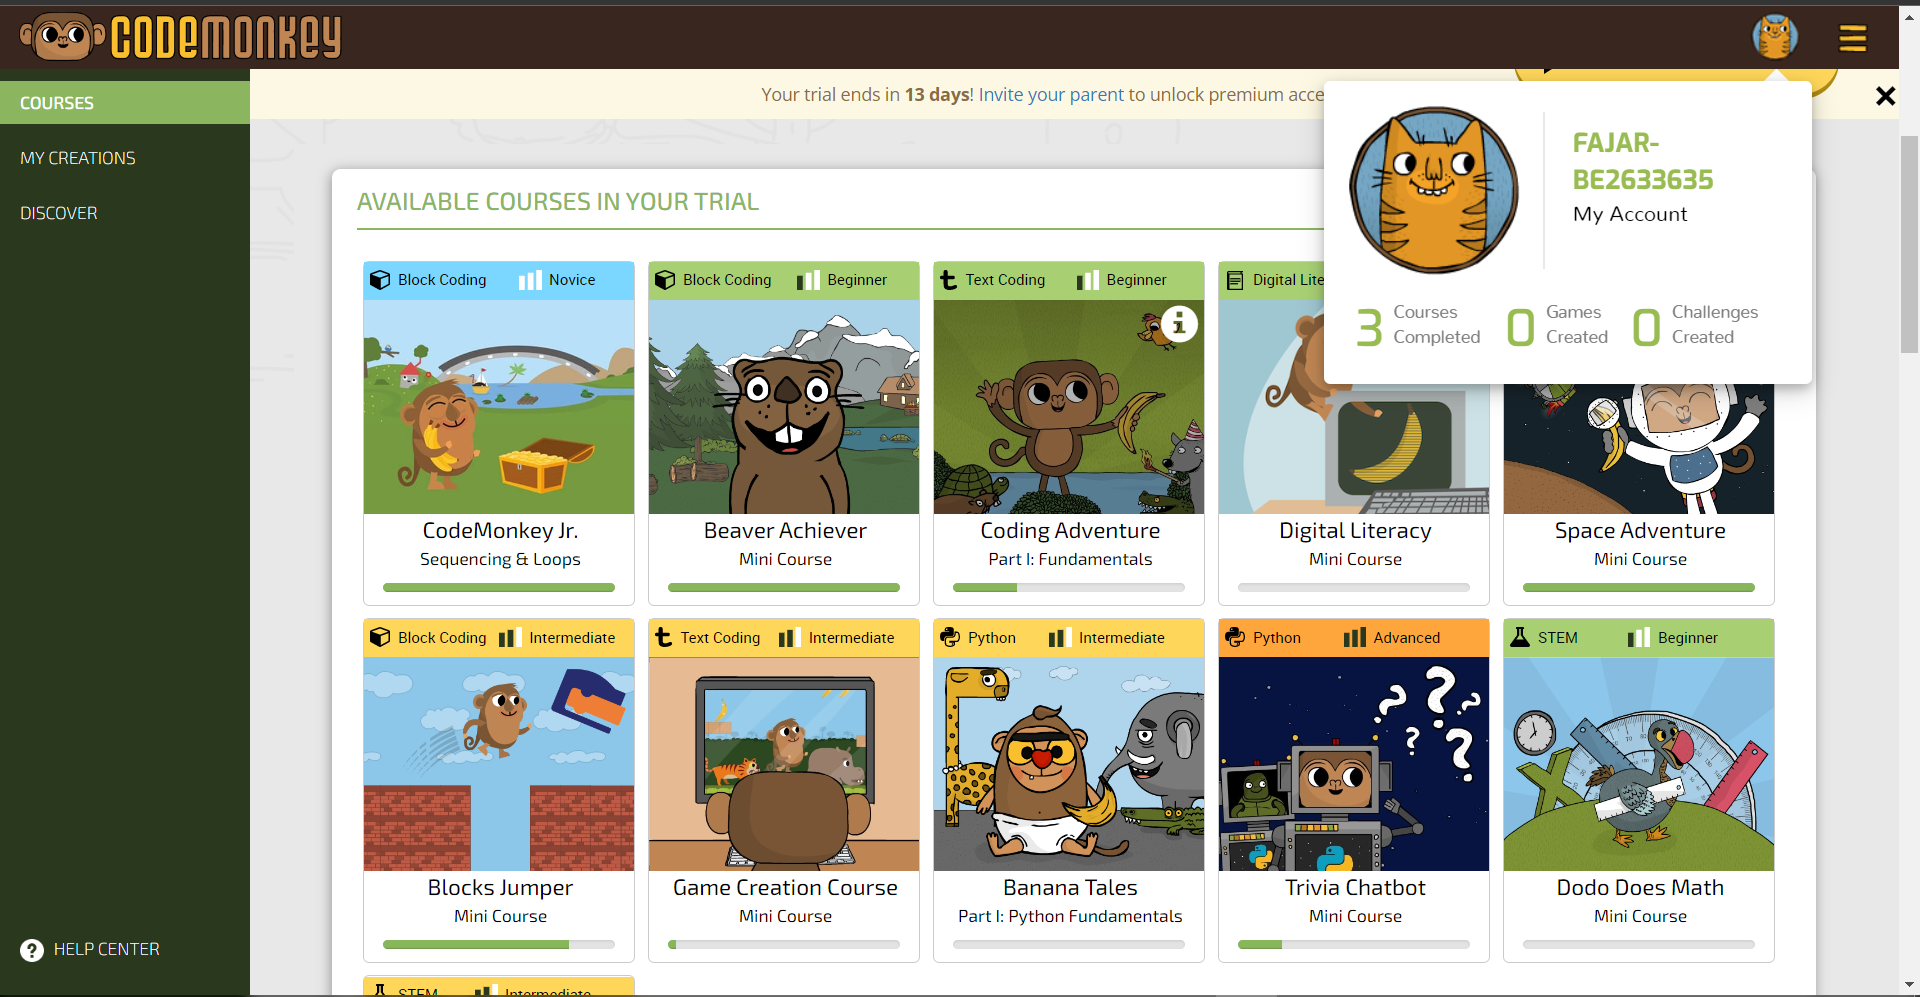 CODEMONKEY
COURSES
MY CREATIONS
DISCOVER
HELP CENTER
Your trial ends in 13 days! Invite your parent to unlock premium acce
FAJAR-
BE2633635
My Account
3 Courses Completed
0 Games Created
0 Challenges Created
AVAILABLE COURSES IN YOUR TRIAL
Block Coding Novice
CodeMonkey Jr.
Sequencing & Loops
Block Coding Beginner
Beaver Achiever
Mini Course
Text Coding Beginner
Coding Adventure
Part I: Fundamentals
Digital Lite
Digital Literacy
Mini Course
Space Adventure
Mini Course
Block Coding Intermediate
Blocks Jumper
Mini Course
Text Coding Intermediate
Game Creation Course
Mini Course
Python Intermediate
Banana Tales
Part I: Python Fundamentals
Python Advanced
Trivia Chatbot
Mini Course
STEM Beginner
Dodo Does Math
Mini Course
STEM Intermediate